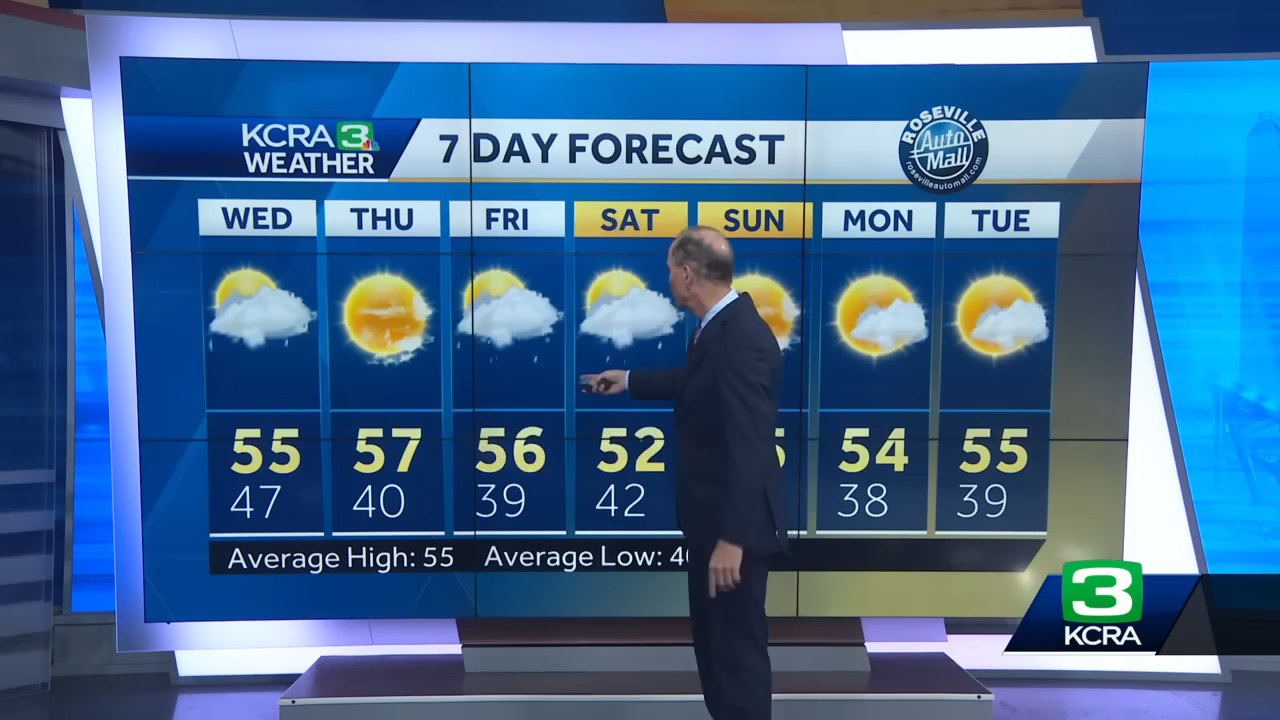 KCRA 3
WEATHER
7 DAY FORECAST
ROSEVILLE
Auto
Mall
rosevilleautomall.com
WED THU FRI SAT SUN MON TUE
55 57 56 52 54 55
47 40 39 42 38 39
Average High: 55 Average Low:
3
KCRA